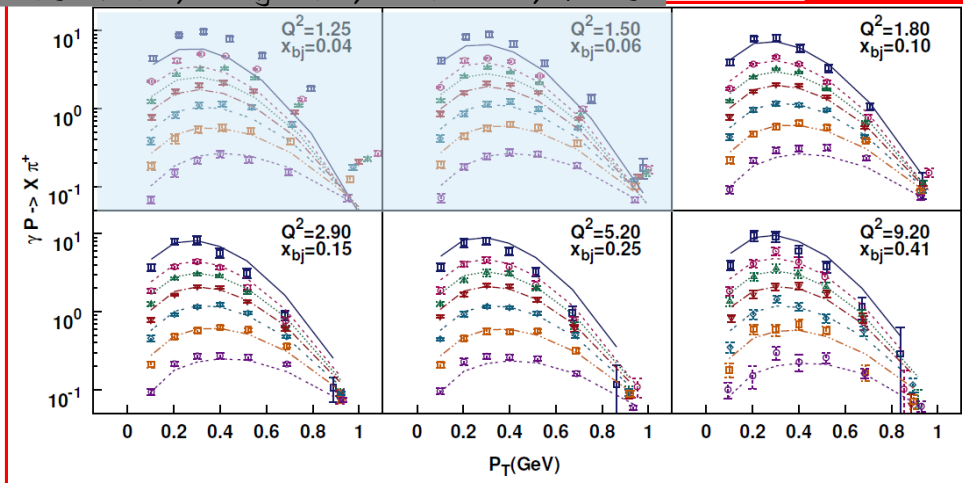 Q²=1.25
x_bj=0.04
Q²=1.50
x_bj=0.06
Q²=1.80
x_bj=0.10
10¹
10⁰
10⁻¹
γ P -> X π⁺
Q²=2.90
x_bj=0.15
Q²=5.20
x_bj=0.25
Q²=9.20
x_bj=0.41
10¹
10⁰
10⁻¹
0 0.2 0.4 0.6 0.8 1 0 0.2 0.4 0.6 0.8 1 0 0.2 0.4 0.6 0.8 1
P_T(GeV)